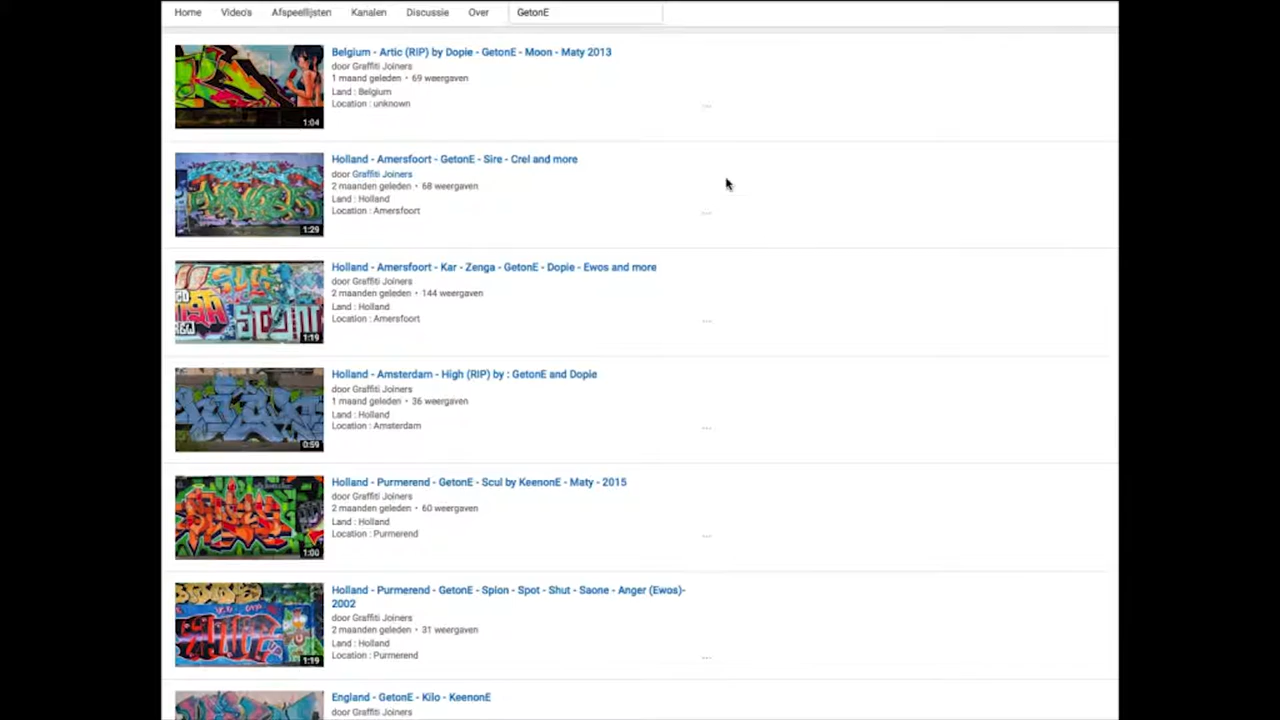 Home Video's Afspeellijsten Kanalen Discussie Over GetonE
Belgium - Artic (RIP) by Dopie - GetonE - Moon - Maty 2013
door Graffiti Joiners
1 maand geleden • 69 weergaven
Land : Belgium
Location : unknown
1:04
Holland - Amersfoort - GetonE - Sire - Crel and more
door Graffiti Joiners
2 maanden geleden • 68 weergaven
Land : Holland
Location : Amersfoort
1:29
Holland - Amersfoort - Kar - Zenga - GetonE - Dopie - Ewos and more
door Graffiti Joiners
2 maanden geleden • 144 weergaven
Land : Holland
Location : Amersfoort
1:19
Holland - Amsterdam - High (RIP) by : GetonE and Dopie
door Graffiti Joiners
1 maand geleden • 36 weergaven
Land : Holland
Location : Amsterdam
0:59
Holland - Purmerend - GetonE - Scul by KeenonE - Maty - 2015
door Graffiti Joiners
2 maanden geleden • 60 weergaven
Land : Holland
Location : Purmerend
1:00
Holland - Purmerend - GetonE - Spion - Spot - Shut - Saone - Anger (Ewos)-
2002
door Graffiti Joiners
2 maanden geleden • 31 weergaven
Land : Holland
Location : Purmerend
1:19
England - GetonE - Kilo - KeenonE
door Graffiti Joiners